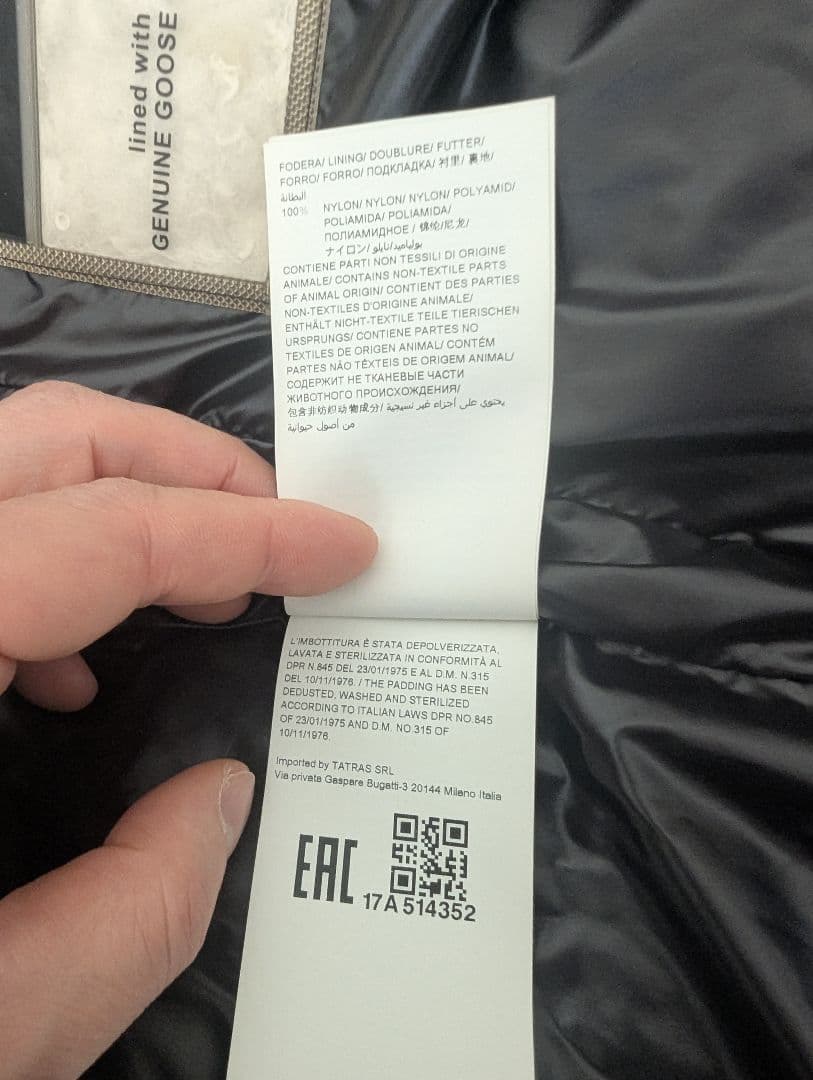 lined with
GENUINE GOOSE
FODERA/ LINING/ DOUBLURE/ FUTTER/
FORRO/ FORRO/ ПОДКЛАДКА/ 衬里/ 裏地/
البطانة
100% NYLON/ NYLON/ NYLON/ POLYAMID/
POLIAMIDA/ POLIAMIDA/
ПОЛИАМИДНОЕ / 锦纶/尼龙/
ナイロン/ بولياميد/نايلو
CONTIENE PARTI NON TESSILI DI ORIGINE
ANIMALE/ CONTAINS NON-TEXTILE PARTS
OF ANIMAL ORIGIN/ CONTIENT DES PARTIES
NON-TEXTILES D'ORIGINE ANIMALE/
ENTHÄLT NICHT-TEXTILE TEILE TIERISCHEN
URSPRUNGS/ CONTIENE PARTES NO
TEXTILES DE ORIGEN ANIMAL/ CONTÉM
PARTES NÃO TÊXTEIS DE ORIGEM ANIMAL/
СОДЕРЖИТ НЕ ТКАНЕВЫЕ ЧАСТИ
ЖИВОТНОГО ПРОИСХОЖДЕНИЯ/
包含非纺织动物成分/ يحتوي على أجزاء غير نسيجية
من أصول حيوانية
L'IMBOTTITURA È STATA DEPOLVERIZZATA,
LAVATA E STERILIZZATA IN CONFORMITÀ AL
DPR N.845 DEL 23/01/1975 E AL D.M. N.315
DEL 10/11/1976. / THE PADDING HAS BEEN
DEDUSTED, WASHED AND STERILIZED
ACCORDING TO ITALIAN LAWS DPR NO.845
OF 23/01/1975 AND D.M. NO.315 OF
10/11/1976.
Imported by TATRAS SRL
Via privata Gaspare Bugatti-3 20144 Milano Italia
EAC
17A 514352